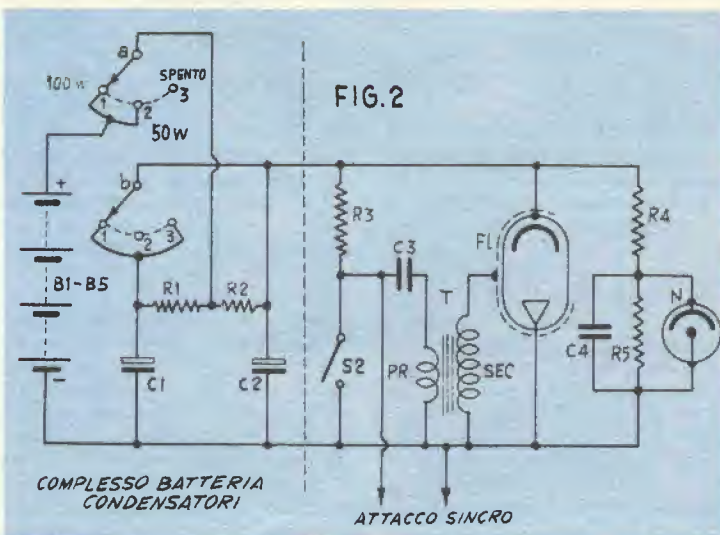 FIG.2
a
100 w
SPENTO
1
2
3
50W
+
b
1
2
3
B1-B5
-
R1
R2
C1
C2
R3
C3
S2
T
PR
SEC
FL
R4
N
C4
R5
COMPLESSO BATTERIA
CONDENSATORI
ATTACCO SINCRO